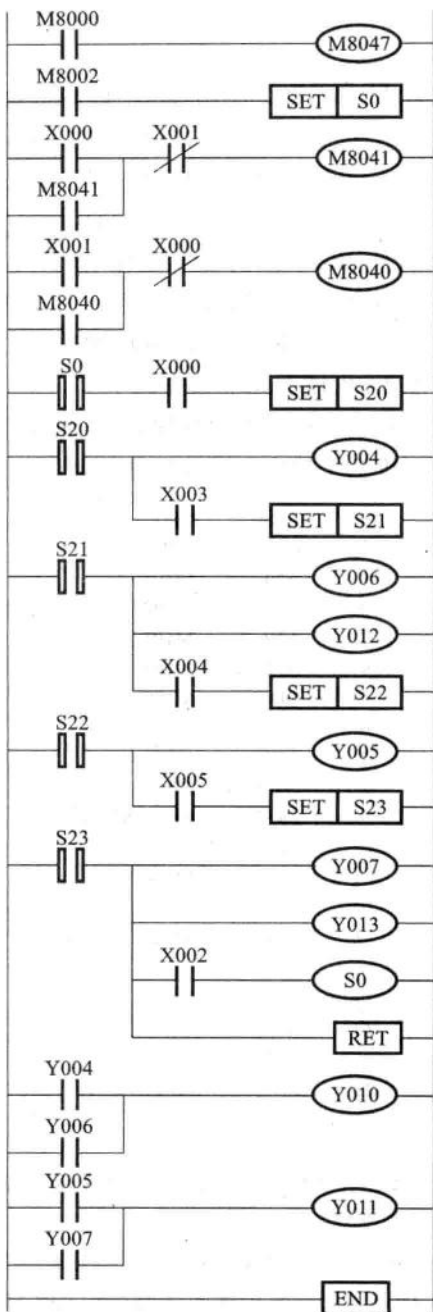 M8000
M8047
M8002
SET S0
X000 X001
M8041
M8041
X001 X000
M8040
M8040
S0 X000
SET S20
S20
Y004
X003
SET S21
S21
Y006
Y012
X004
SET S22
S22
Y005
X005
SET S23
S23
Y007
Y013
X002
S0
RET
Y004
Y010
Y006
Y005
Y011
Y007
END